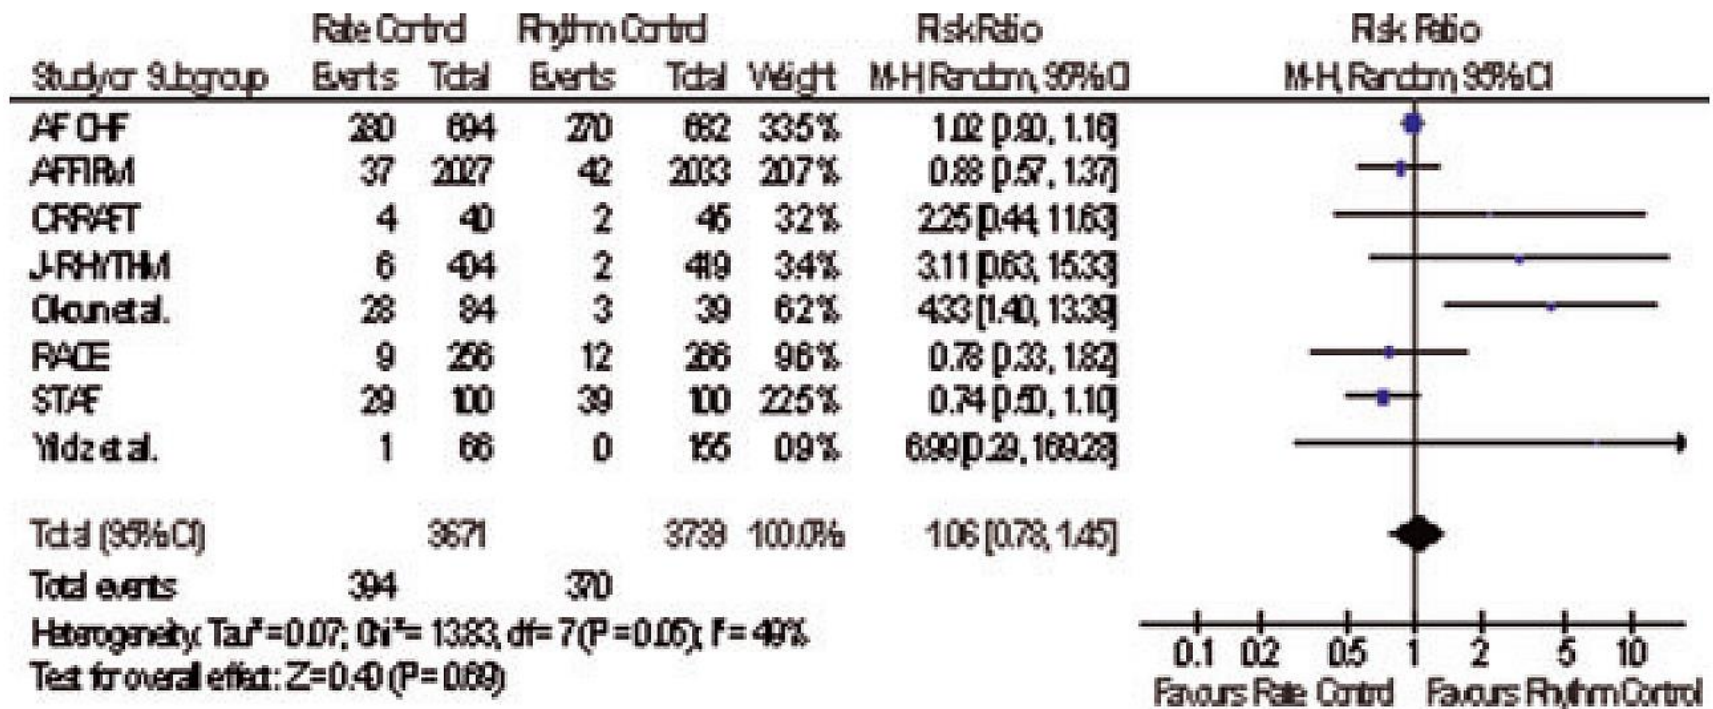 Rate Control Rhythm Control Risk Ratio Risk Ratio
Study or Subgroup Events Total Events Total Weight M-H, Random, 95% CI M-H, Random, 95% CI
AF CHF 280 694 270 682 33.5% 1.02 [0.90, 1.16]
AFFIRM 37 2027 42 2033 20.7% 0.88 [0.57, 1.37]
CRRAFT 4 40 2 45 3.2% 2.25 [0.44, 11.63]
J-RHYTHM 6 404 2 419 3.4% 3.11 [0.63, 15.33]
Okcun et al. 28 84 3 39 6.2% 4.33 [1.40, 13.39]
RACE 9 256 12 266 9.6% 0.78 [0.33, 1.82]
STAF 29 100 39 100 22.5% 0.74 [0.50, 1.10]
Yildiz et al. 1 66 0 155 0.9% 6.99 [0.29, 169.28]
Total (95% CI) 3671 3739 100.0% 1.06 [0.78, 1.45]
Total events 394 370
Heterogeneity: Tau² = 0.07; Chi² = 13.83, df = 7 (P = 0.05); I² = 49%
Test for overall effect: Z = 0.40 (P = 0.69)
0.1 0.2 0.5 1 2 5 10
Favours Rate Control Favours Rhythm Control